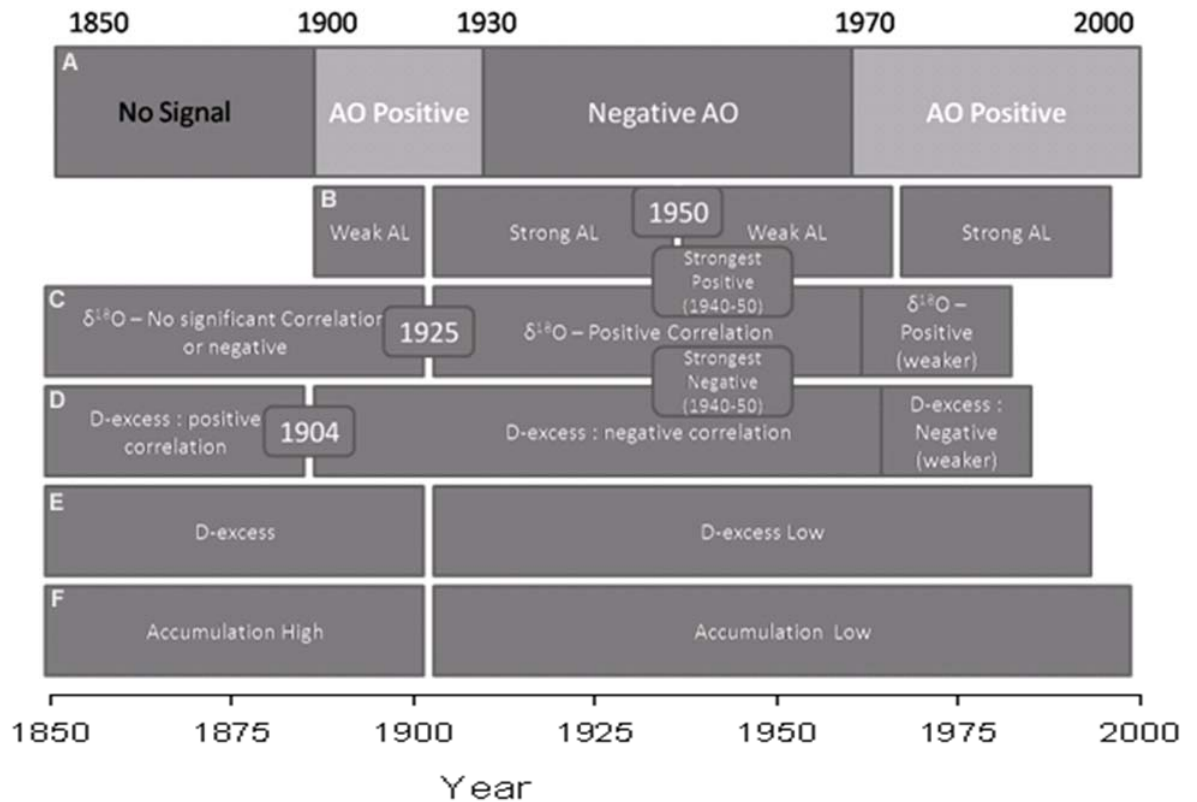 1850 1900 1930 1970 2000
A
No Signal
AO Positive
Negative AO
AO Positive
B
Weak AL
Strong AL
1950
Weak AL
Strong AL
Strongest
Positive
(1940-50)
C
δ¹⁸O – No significant Correlation
or negative
1925
δ¹⁸O – Positive Correlation
δ¹⁸O –
Positive
(weaker)
Strongest
Negative
(1940-50)
D
D-excess : positive
correlation
1904
D-excess : negative correlation
D-excess :
Negative
(weaker)
E
D-excess
D-excess Low
F
Accumulation High
Accumulation Low
1850 1875 1900 1925 1950 1975 2000
Year